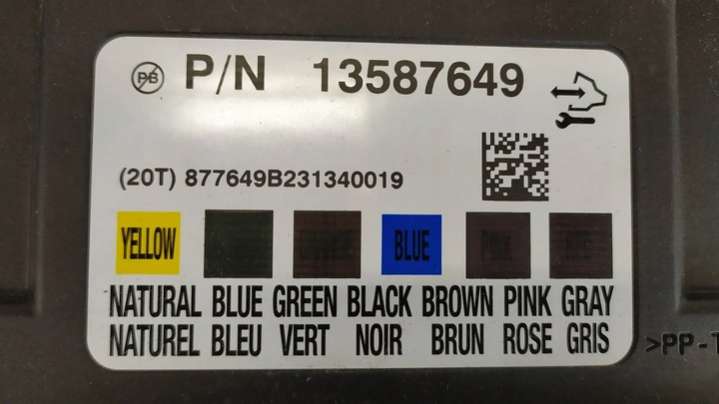 PB P/N 13587649
(20T) 877649B231340019
YELLOW BLUE
NATURAL BLUE GREEN BLACK BROWN PINK GRAY
NATUREL BLEU VERT NOIR BRUN ROSE GRIS
>PP-T